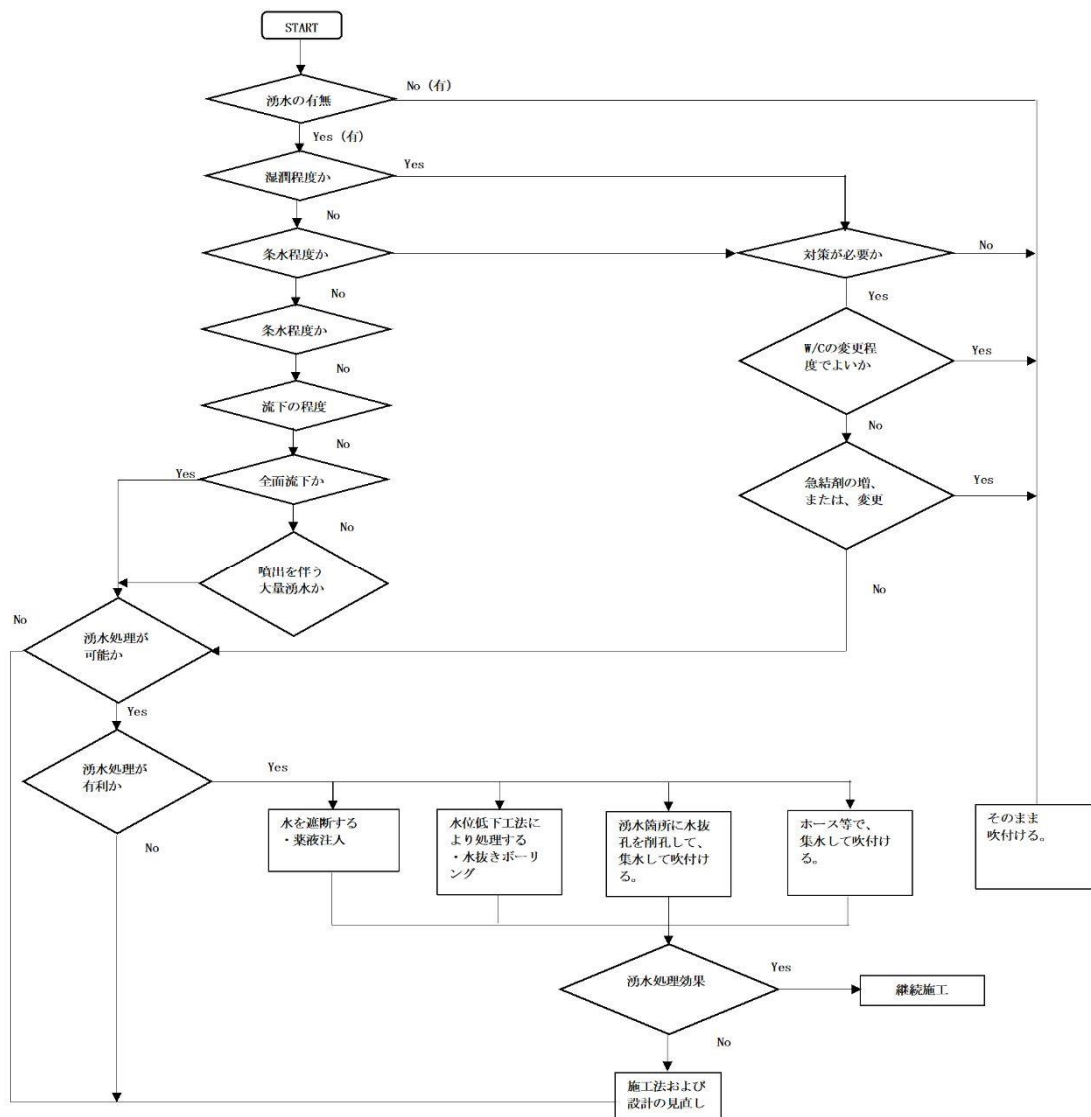 START
湧水の有無
No (有)
Yes (有)
湿潤程度か
Yes
No
条水程度か
対策が必要か
No
No
Yes
条水程度か
W/Cの変更程
度でよいか
Yes
No
流下の程度
No
No
全面流下か
Yes
急結剤の増、
または、変更
Yes
No
噴出を伴う
大量湧水か
No
No
湧水処理が
可能か
Yes
湧水処理が
有利か
Yes
No
水を遮断する
・薬液注人
水位低下工法に
より処理する
・水抜きボーリ
ング
湧水箇所に水抜
孔を削孔して、
集水して吹付け
る。
ホース等で、
集水して吹付け
る。
そのまま
吹付ける。
湧水処理効果
Yes
継続施工
No
施工法および
設計の見直し